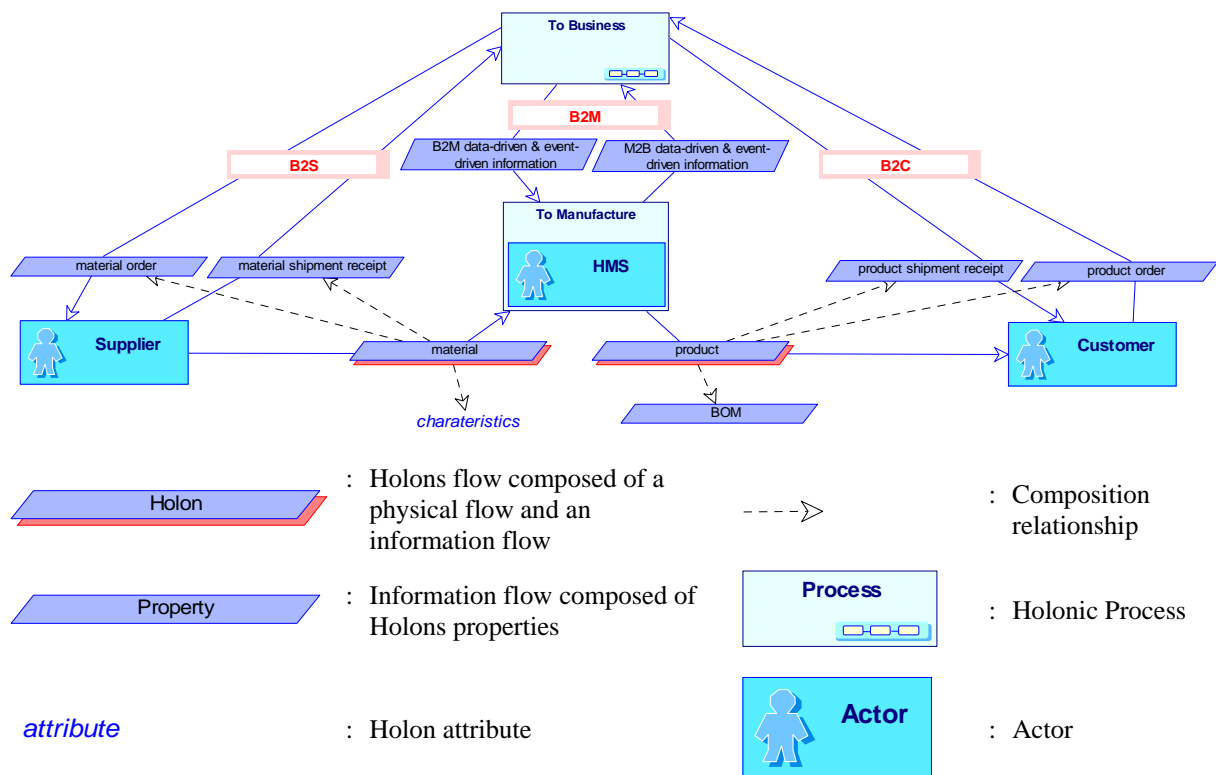 To Business
B2M
B2M data-driven & event-
driven information
M2B data-driven & event-
driven information
B2S
B2C
To Manufacture
HMS
material order
material shipment receipt
product shipment receipt
product order
Supplier
material
product
Customer
charateristics
BOM
Holon
: Holons flow composed of a
physical flow and an
information flow
: Composition
relationship
Property
: Information flow composed of
Holons properties
Process
: Holonic Process
attribute
: Holon attribute
Actor
: Actor